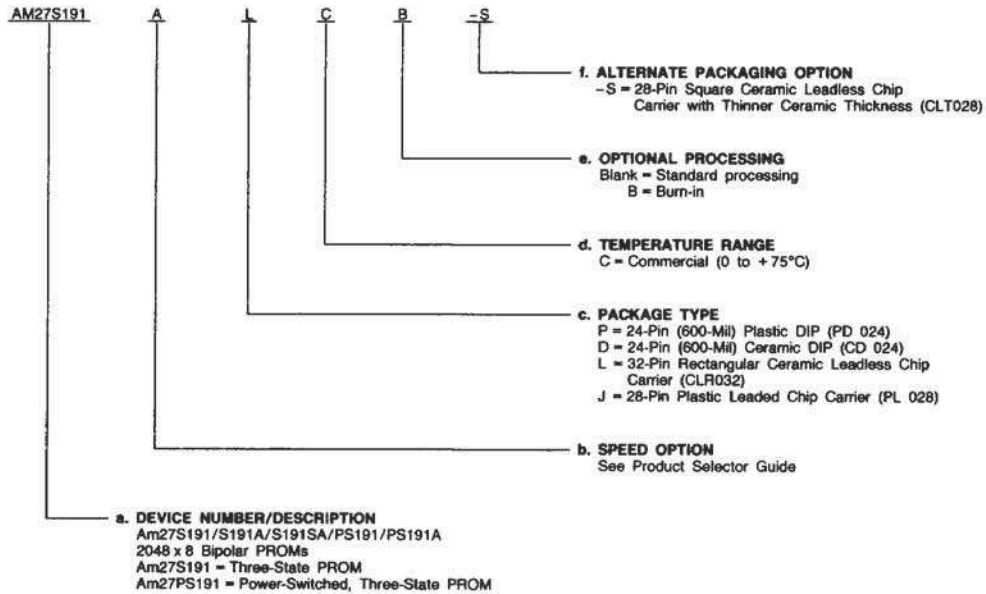 AM27S191 A L C B -S
f. ALTERNATE PACKAGING OPTION
-S = 28-Pin Square Ceramic Leadless Chip
Carrier with Thinner Ceramic Thickness (CLT028)
e. OPTIONAL PROCESSING
Blank = Standard processing
B = Burn-in
d. TEMPERATURE RANGE
C = Commercial (0 to +75°C)
c. PACKAGE TYPE
P = 24-Pin (600-Mil) Plastic DIP (PD 024)
D = 24-Pin (600-Mil) Ceramic DIP (CD 024)
L = 32-Pin Rectangular Ceramic Leadless Chip
Carrier (CLR032)
J = 28-Pin Plastic Leaded Chip Carrier (PL 028)
b. SPEED OPTION
See Product Selector Guide
a. DEVICE NUMBER/DESCRIPTION
Am27S191/S191A/S191SA/PS191/PS191A
2048 x 8 Bipolar PROMs
Am27S191 = Three-State PROM
Am27PS191 = Power-Switched, Three-State PROM